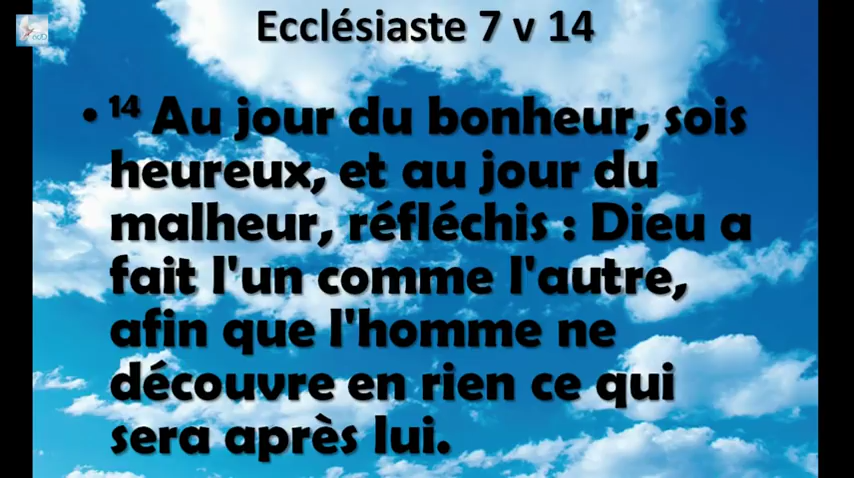 Ecclésiaste 7 v 14
• ¹⁴ Au jour du bonheur, sois
heureux, et au jour du
malheur, réfléchis : Dieu a
fait l'un comme l'autre,
afin que l'homme ne
découvre en rien ce qui
sera après lui.